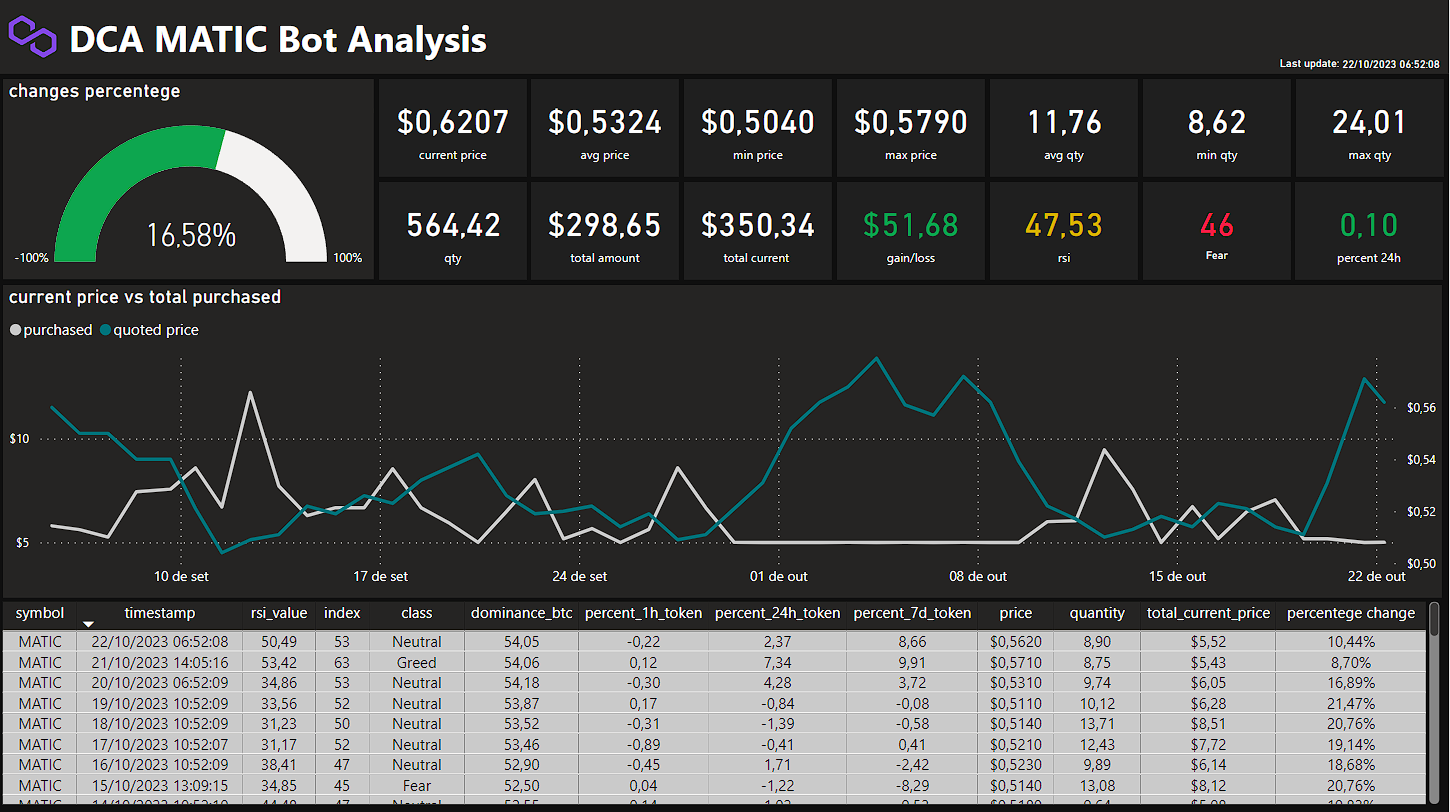 DCA MATIC Bot Analysis
Last update: 22/10/2023 06:52:08
changes percentege
16,58%
-100%
100%
$0,6207
current price
$0,5324
avg price
$0,5040
min price
$0,5790
max price
11,76
avg qty
8,62
min qty
24,01
max qty
564,42
qty
$298,65
total amount
$350,34
total current
$51,68
gain/loss
47,53
rsi
46
Fear
0,10
percent 24h
current price vs total purchased
purchased quoted price
$10
$5
$0,56
$0,54
$0,52
$0,50
10 de set 17 de set 24 de set 01 de out 08 de out 15 de out 22 de out
symbol timestamp rsi_value index class dominance_btc percent_1h_token percent_24h_token percent_7d_token price quantity total_current_price percentege change
MATIC 22/10/2023 06:52:08 50,49 53 Neutral 54,05 -0,22 2,37 8,66 $0,5620 8,90 $5,52 10,44%
MATIC 21/10/2023 14:05:16 53,42 63 Greed 54,06 0,12 7,34 9,91 $0,5710 8,75 $5,43 8,70%
MATIC 20/10/2023 06:52:09 34,86 53 Neutral 54,18 -0,30 4,28 3,72 $0,5310 9,74 $6,05 16,89%
MATIC 19/10/2023 10:52:09 33,56 52 Neutral 53,87 0,17 -0,84 -0,08 $0,5110 10,12 $6,28 21,47%
MATIC 18/10/2023 10:52:09 31,23 50 Neutral 53,52 -0,31 -1,39 -0,58 $0,5140 13,71 $8,51 20,76%
MATIC 17/10/2023 10:52:07 31,17 52 Neutral 53,46 -0,89 -0,41 0,41 $0,5210 12,43 $7,72 19,14%
MATIC 16/10/2023 10:52:09 38,41 47 Neutral 52,90 -0,45 1,71 -2,42 $0,5230 9,89 $6,14 18,68%
MATIC 15/10/2023 13:09:15 34,85 45 Fear 52,50 0,04 -1,22 -8,29 $0,5140 13,08 $8,12 20,76%